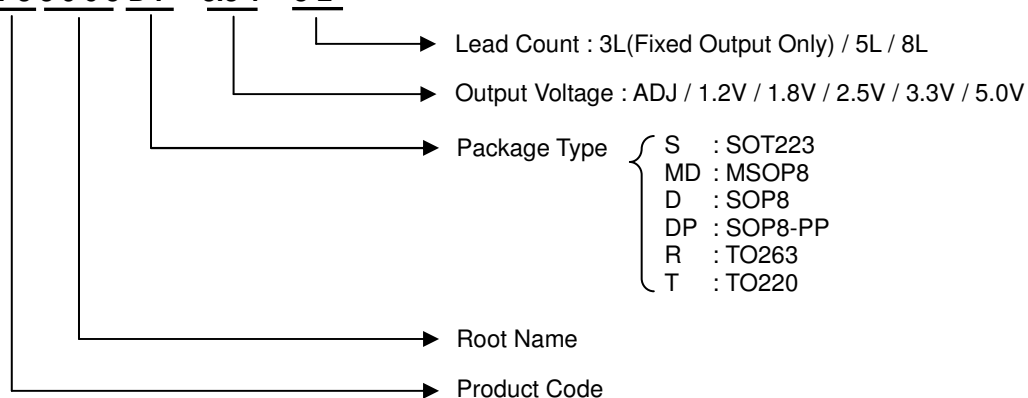 Lead Count : 3L(Fixed Output Only) / 5L / 8L
Output Voltage : ADJ / 1.2V / 1.8V / 2.5V / 3.3V / 5.0V
Package Type
S : SOT223
MD : MSOP8
D : SOP8
DP : SOP8-PP
R : TO263
T : TO220
Root Name
Product Code